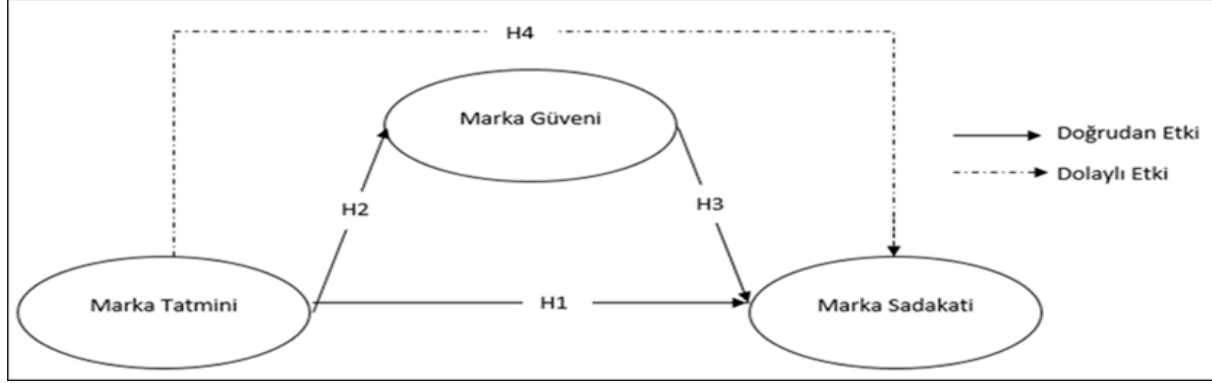 H4
Marka Güveni
Doğrudan Etki
Dolaylı Etki
H2
H3
Marka Tatmini
H1
Marka Sadakati